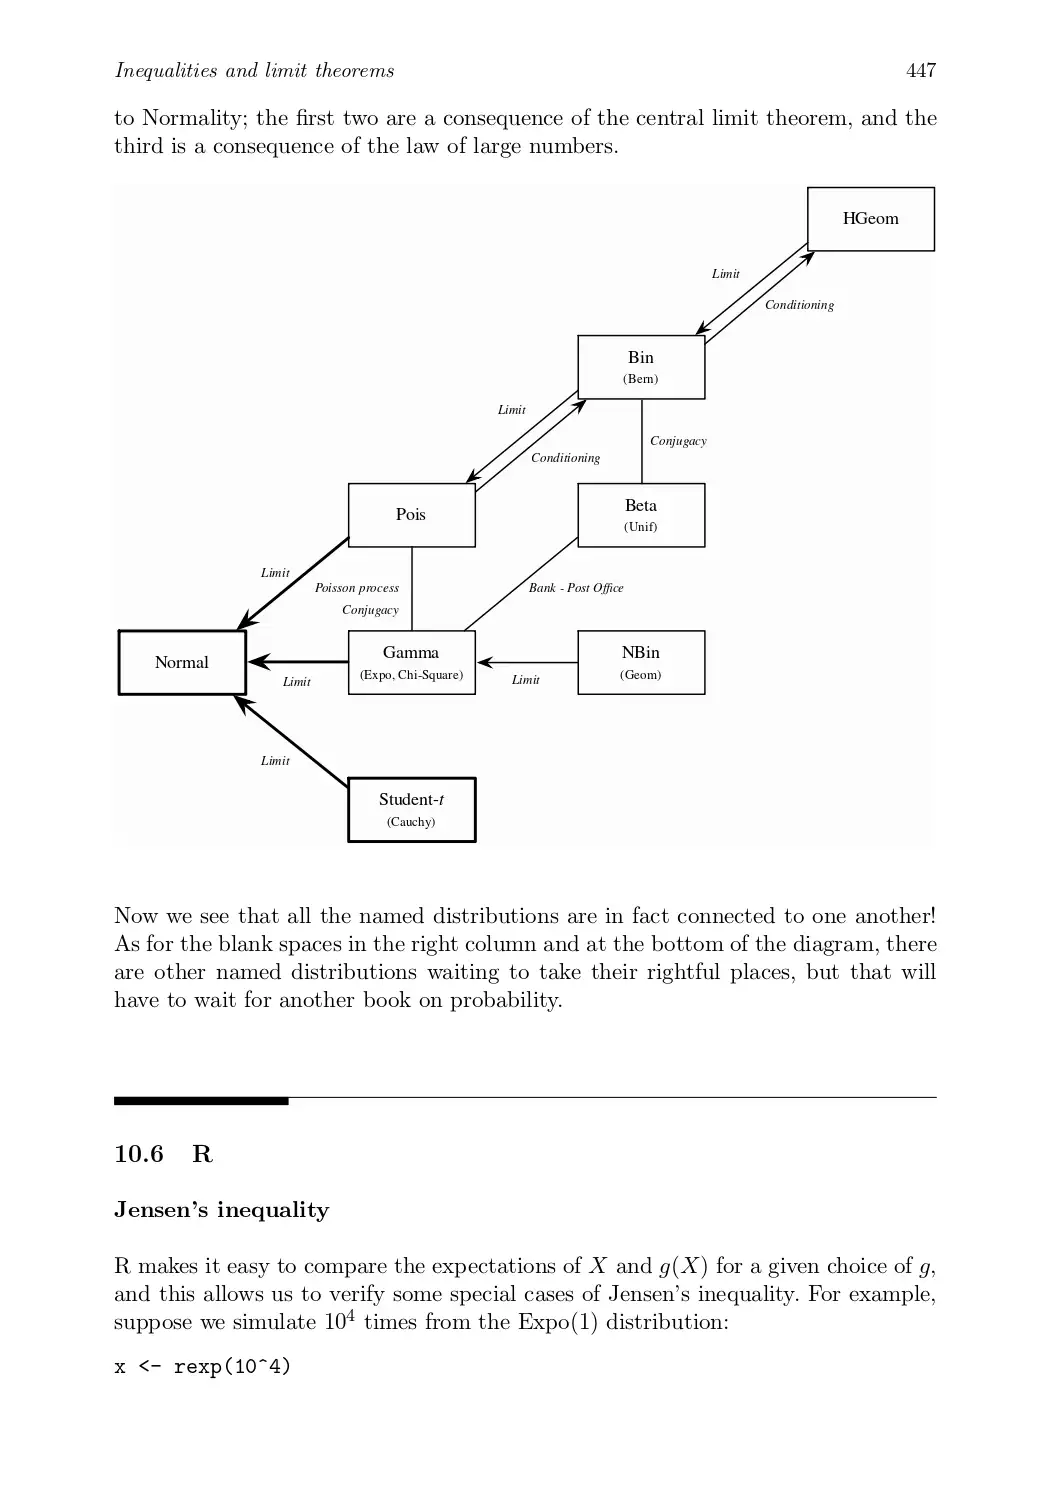 Inequalities and limit theorems 447
to Normality; the first two are a consequence of the central limit theorem, and the
third is a consequence of the law of large numbers.
HGeom
Limit
Conditioning
Bin
(Bern)
Limit
Conjugacy
Conditioning
Pois
Beta
(Unif)
Limit
Poisson process
Conjugacy
Bank - Post Office
Normal
Gamma
(Expo, Chi-Square)
NBin
(Geom)
Limit
Limit
Limit
Student-t
(Cauchy)
Now we see that all the named distributions are in fact connected to one another!
As for the blank spaces in the right column and at the bottom of the diagram, there
are other named distributions waiting to take their rightful places, but that will
have to wait for another book on probability.
10.6 R
Jensen's inequality
R makes it easy to compare the expectations of X and g(X) for a given choice of g,
and this allows us to verify some special cases of Jensen's inequality. For example,
suppose we simulate 10⁴ times from the Expo(1) distribution:
x <- rexp(10^4)